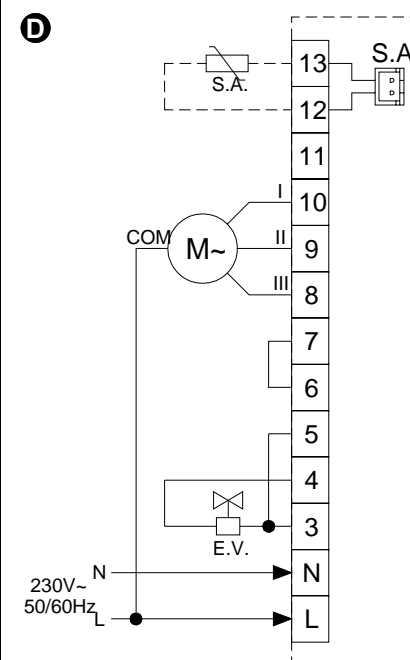 D
S.A.
13
S.A
12
11
I
10
COM
M~
II
9
III
8
7
6
5
4
3
E.V.
N
N
230V~
50/60Hz
L
L